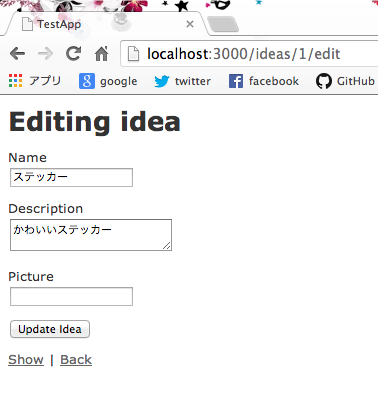 TestApp
localhost:3000/ideas/1/edit
アプリ google twitter facebook GitHub
Editing idea
Name
ステッカー
Description
かわいいステッカー
Picture
Update Idea
Show | Back